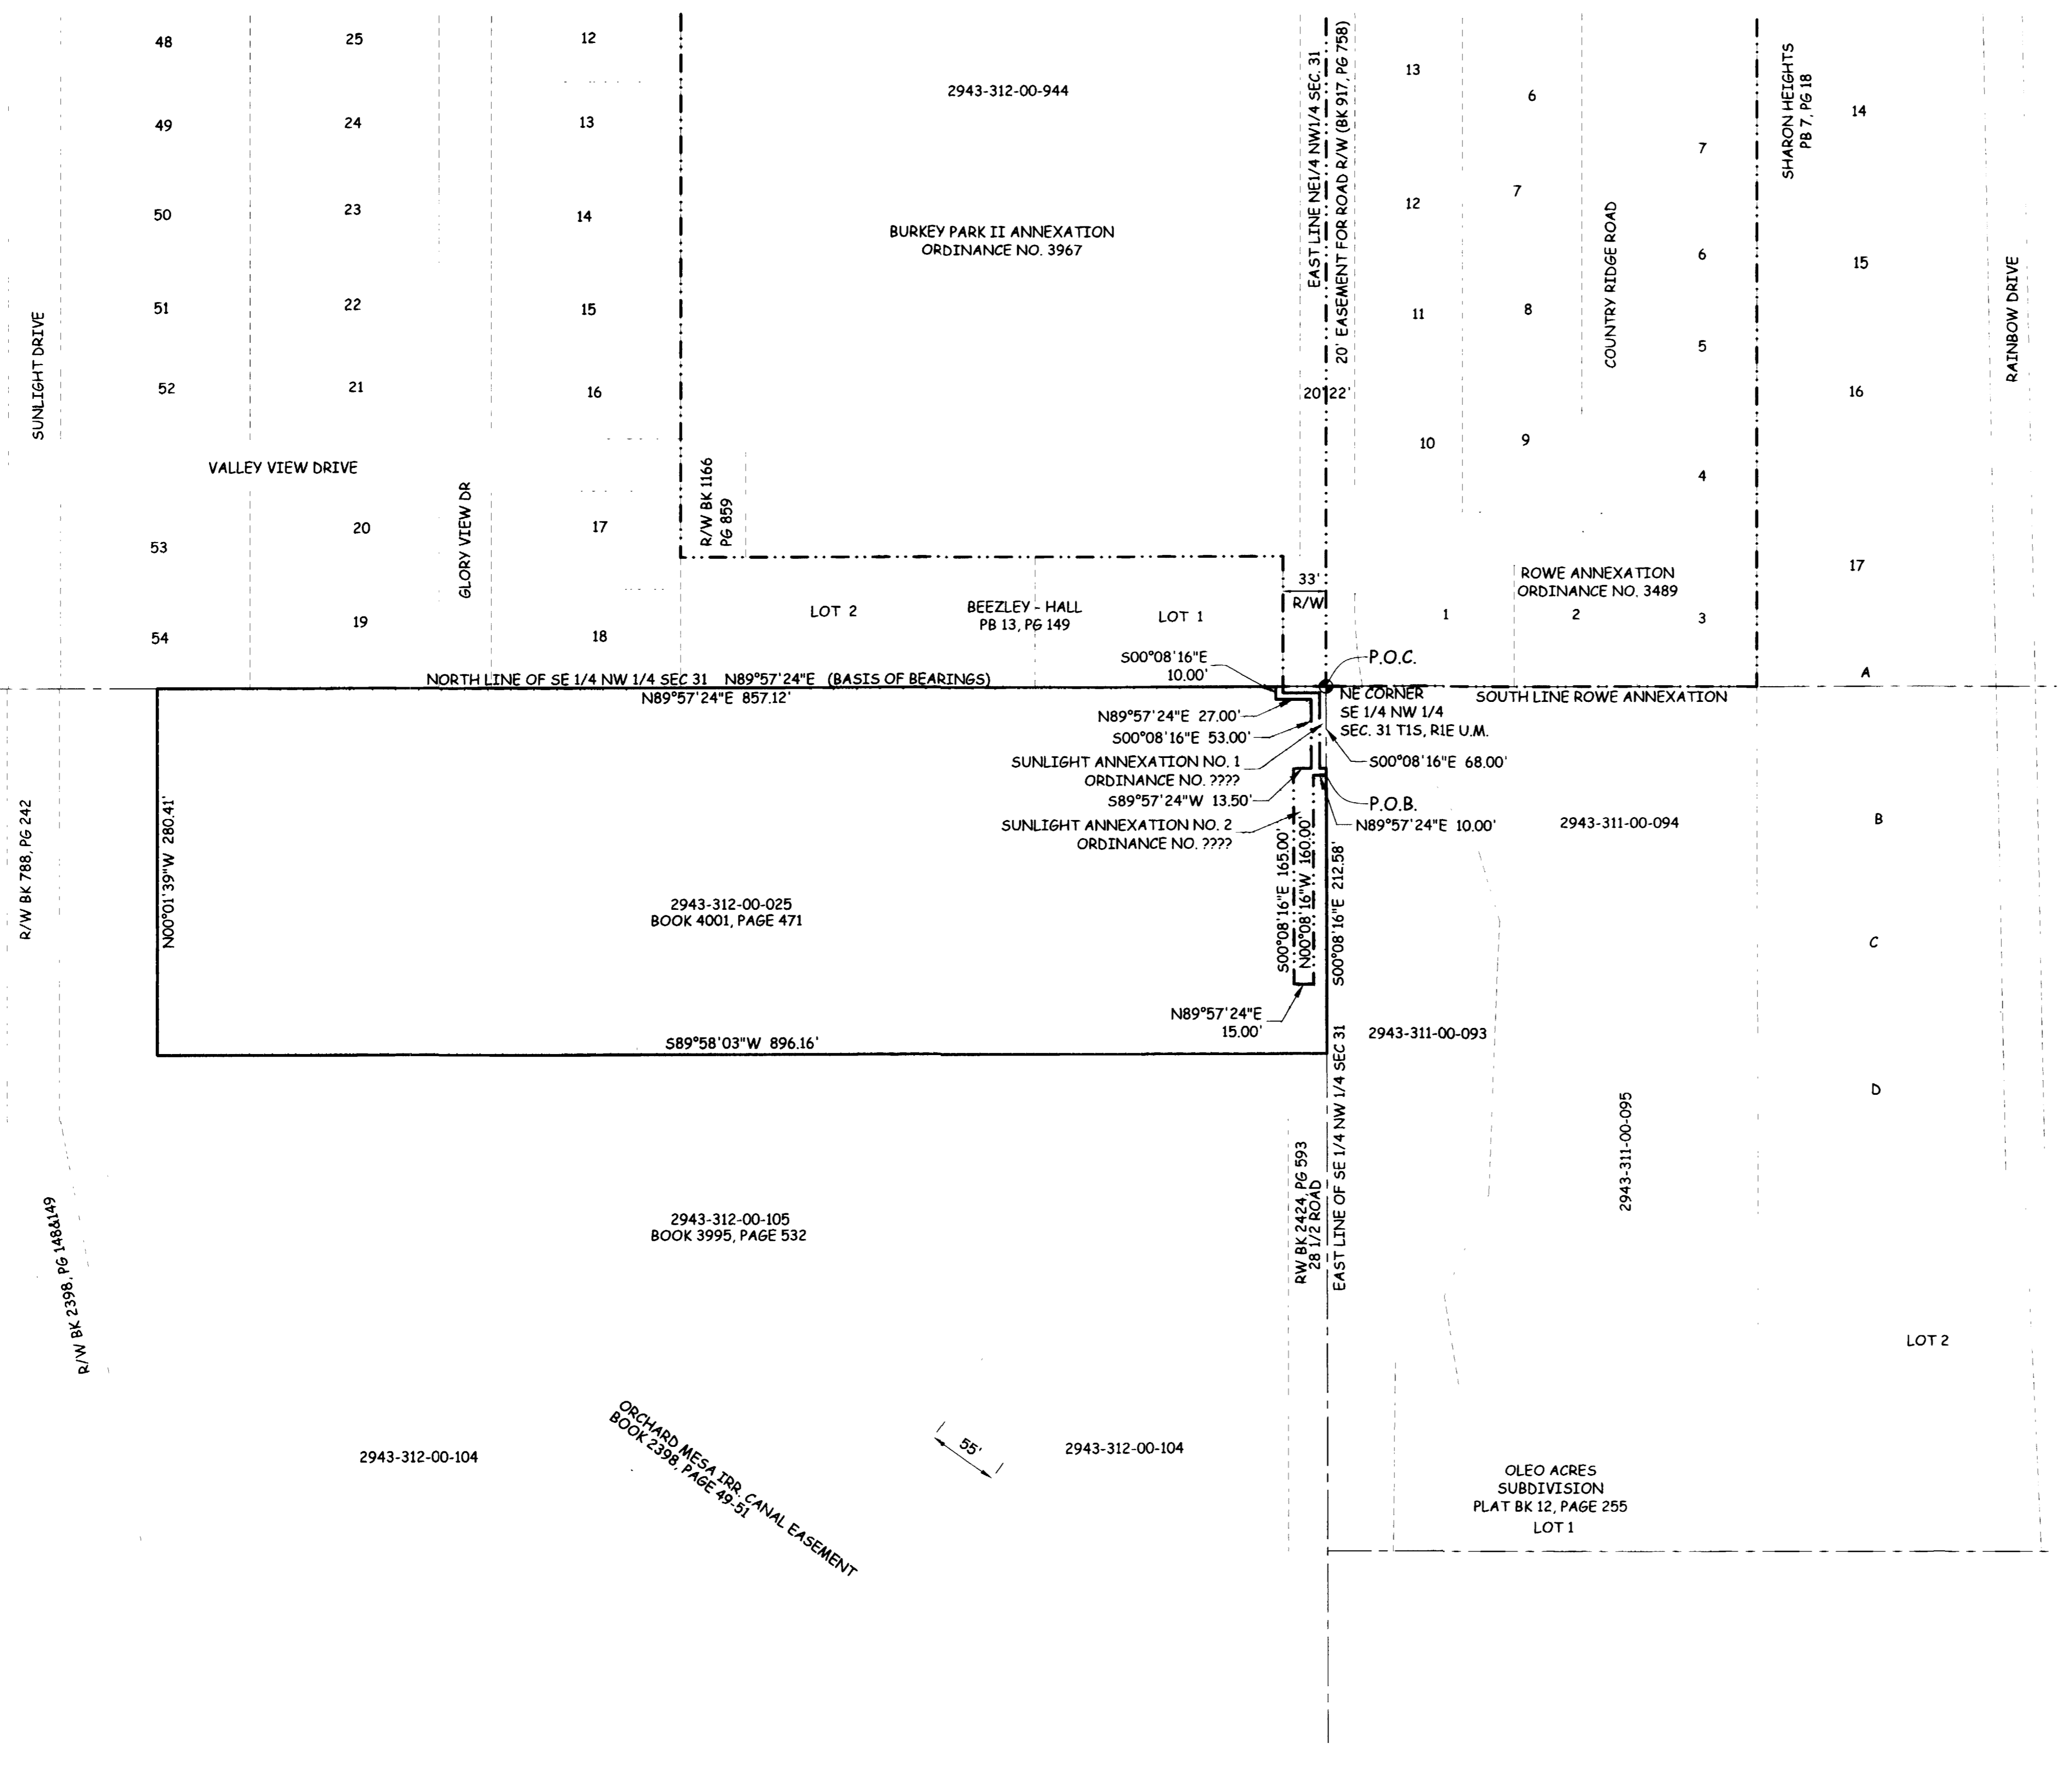 48
25
12
49
24
13
50
23
14
51
22
15
52
21
16
SUNLIGHT DRIVE
VALLEY VIEW DRIVE
GLORY VIEW DR
53
20
17
54
19
18
2943-312-00-944
BURKEY PARK II ANNEXATION
ORDINANCE NO. 3967
R/W BK 1166
PG 859
EAST LINE NE1/4 NW1/4 SEC. 31
20' EASEMENT FOR ROAD R/W (BK 917, PG 758)
20'
22'
33'
R/W
13
6
7
12
7
6
11
8
5
10
9
4
COUNTRY RIDGE ROAD
SHARON HEIGHTS
PB 7, PG 18
14
15
16
17
RAINBOW DRIVE
ROWE ANNEXATION
ORDINANCE NO. 3489
1
2
3
LOT 2
BEEZLEY - HALL
PB 13, PG 149
LOT 1
S00°08'16"E
10.00'
P.O.C.
NORTH LINE OF SE 1/4 NW 1/4 SEC 31    N89°57'24"E   (BASIS OF BEARINGS)
N89°57'24"E  857.12'
NE CORNER
SE 1/4 NW 1/4
SEC. 31 T1S, R1E U.M.
SOUTH LINE ROWE ANNEXATION
N89°57'24"E  27.00'
S00°08'16"E  53.00'
SUNLIGHT ANNEXATION NO. 1
ORDINANCE NO. ????
S00°08'16"E  68.00'
S89°57'24"W  13.50'
P.O.B.
SUNLIGHT ANNEXATION NO. 2
ORDINANCE NO. ????
N89°57'24"E  10.00'
2943-311-00-094
A
B
C
D
R/W BK 788, PG 242
N00°01'39"W  280.41'
2943-312-00-025
BOOK 4001, PAGE 471
S00°08'16"E  165.00'
N00°08'16"W  160.00'
S00°08'16"E  212.58'
N89°57'24"E
15.00'
S89°58'03"W  896.16'
2943-311-00-093
2943-311-00-095
EAST LINE OF SE 1/4 NW 1/4 SEC 31
RW BK 2424, PG 593
28 1/2 ROAD
R/W BK 2398, PG 148&149
2943-312-00-105
BOOK 3995, PAGE 532
LOT 2
2943-312-00-104
ORCHARD MESA IRR. CANAL EASEMENT
BOOK 2398, PAGE 49-51
55'
2943-312-00-104
OLEO ACRES
SUBDIVISION
PLAT BK 12, PAGE 255
LOT 1